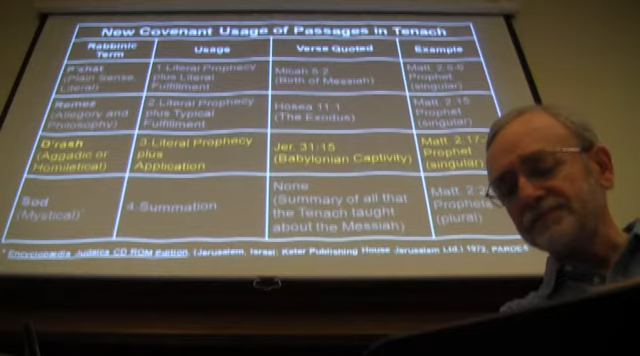 New Covenant Usage of Passages in Tenach
Rabbinic Term
Usage
Verse Quoted
Example
P'shat
(Plain Sense,
Literal)
1.Literal Prophecy
plus Literal
Fulfillment
Micah 5:2
(Birth of Messiah)
Matt. 2:5-6
Prophet
(singular)
Remez
(Allegory and
Philosophy)
2.Literal Prophecy
plus Typical
Fulfillment
Hosea 11:1
(The Exodus)
Matt. 2:15
Prophet
(singular)
D'rash
(Aggadic or
Homiletical)
3.Literal Prophecy
plus
Application
Jer. 31:15
(Babylonian Captivity)
Matt. 2:17-
Prophet
(singular)
Sod
(Mystical)
4.Summation
None
(Summary of all that
the Tenach taught
about the Messiah)
Matt. 2:2
Prophets
(plural)
* Encyclopædia Judaica CD ROM Edition, (Jerusalem, Israel: Keter Publishing House Jerusalem Ltd.) 1972, PARDES